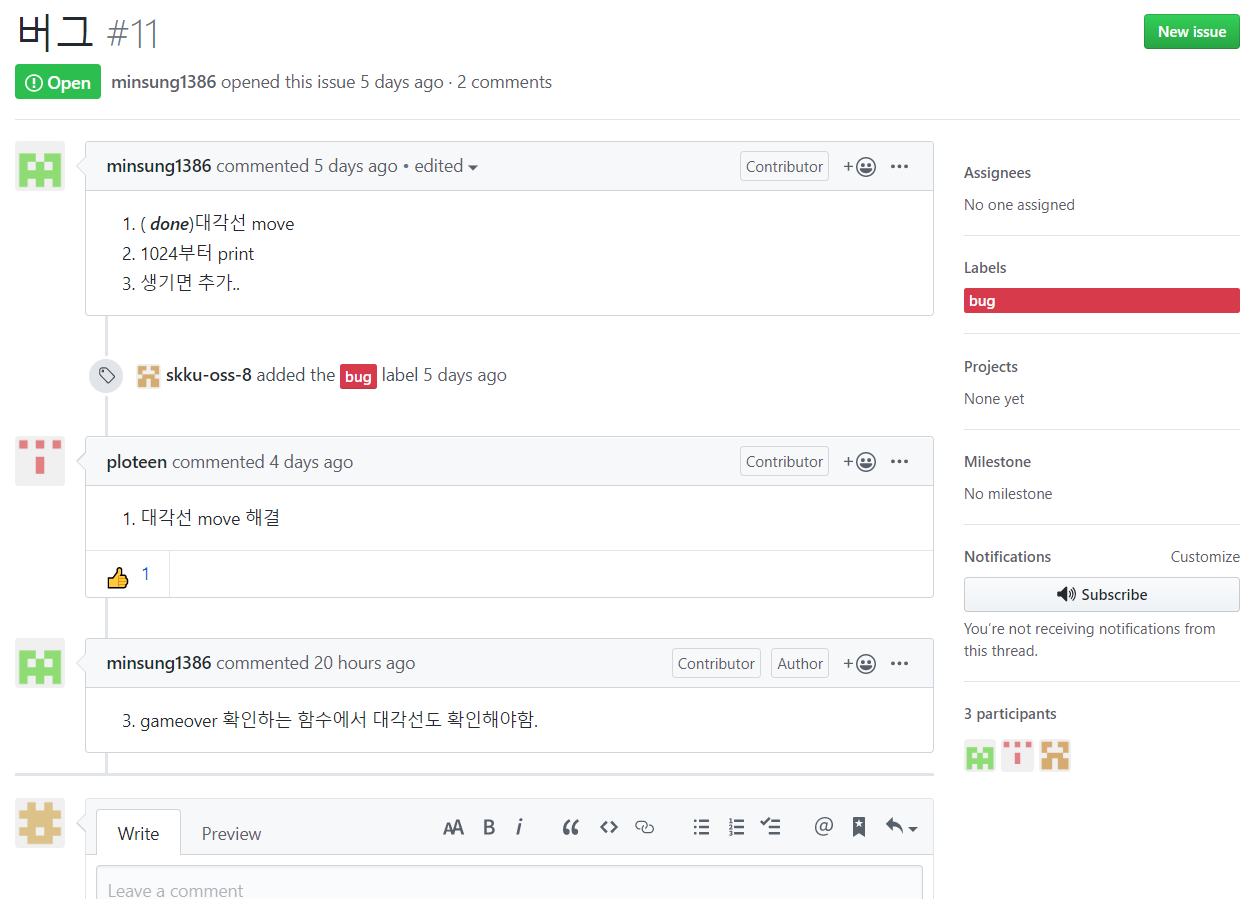 버그 #11
New issue
Open minsung1386 opened this issue 5 days ago · 2 comments
minsung1386 commented 5 days ago • edited
Contributor
1. ( done)대각선 move
2. 1024부터 print
3. 생기면 추가..
skku-oss-8 added the bug label 5 days ago
ploteen commented 4 days ago
Contributor
1. 대각선 move 해결
👍 1
minsung1386 commented 20 hours ago
Contributor Author
3. gameover 확인하는 함수에서 대각선도 확인해야함.
Write Preview
AA B i “ <> @
Leave a comment
Assignees
No one assigned
Labels
bug
Projects
None yet
Milestone
No milestone
Notifications Customize
Subscribe
You’re not receiving notifications from
this thread.
3 participants